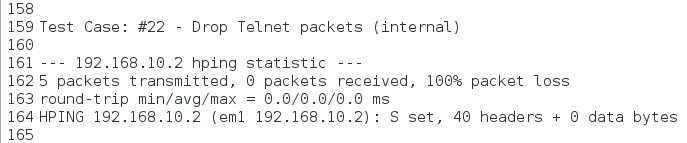 158
159 Test Case: #22 - Drop Telnet packets (internal)
160
161 --- 192.168.10.2 hping statistic ---
162 5 packets transmitted, 0 packets received, 100% packet loss
163 round-trip min/avg/max = 0.0/0.0/0.0 ms
164 HPING 192.168.10.2 (em1 192.168.10.2): S set, 40 headers + 0 data bytes
165